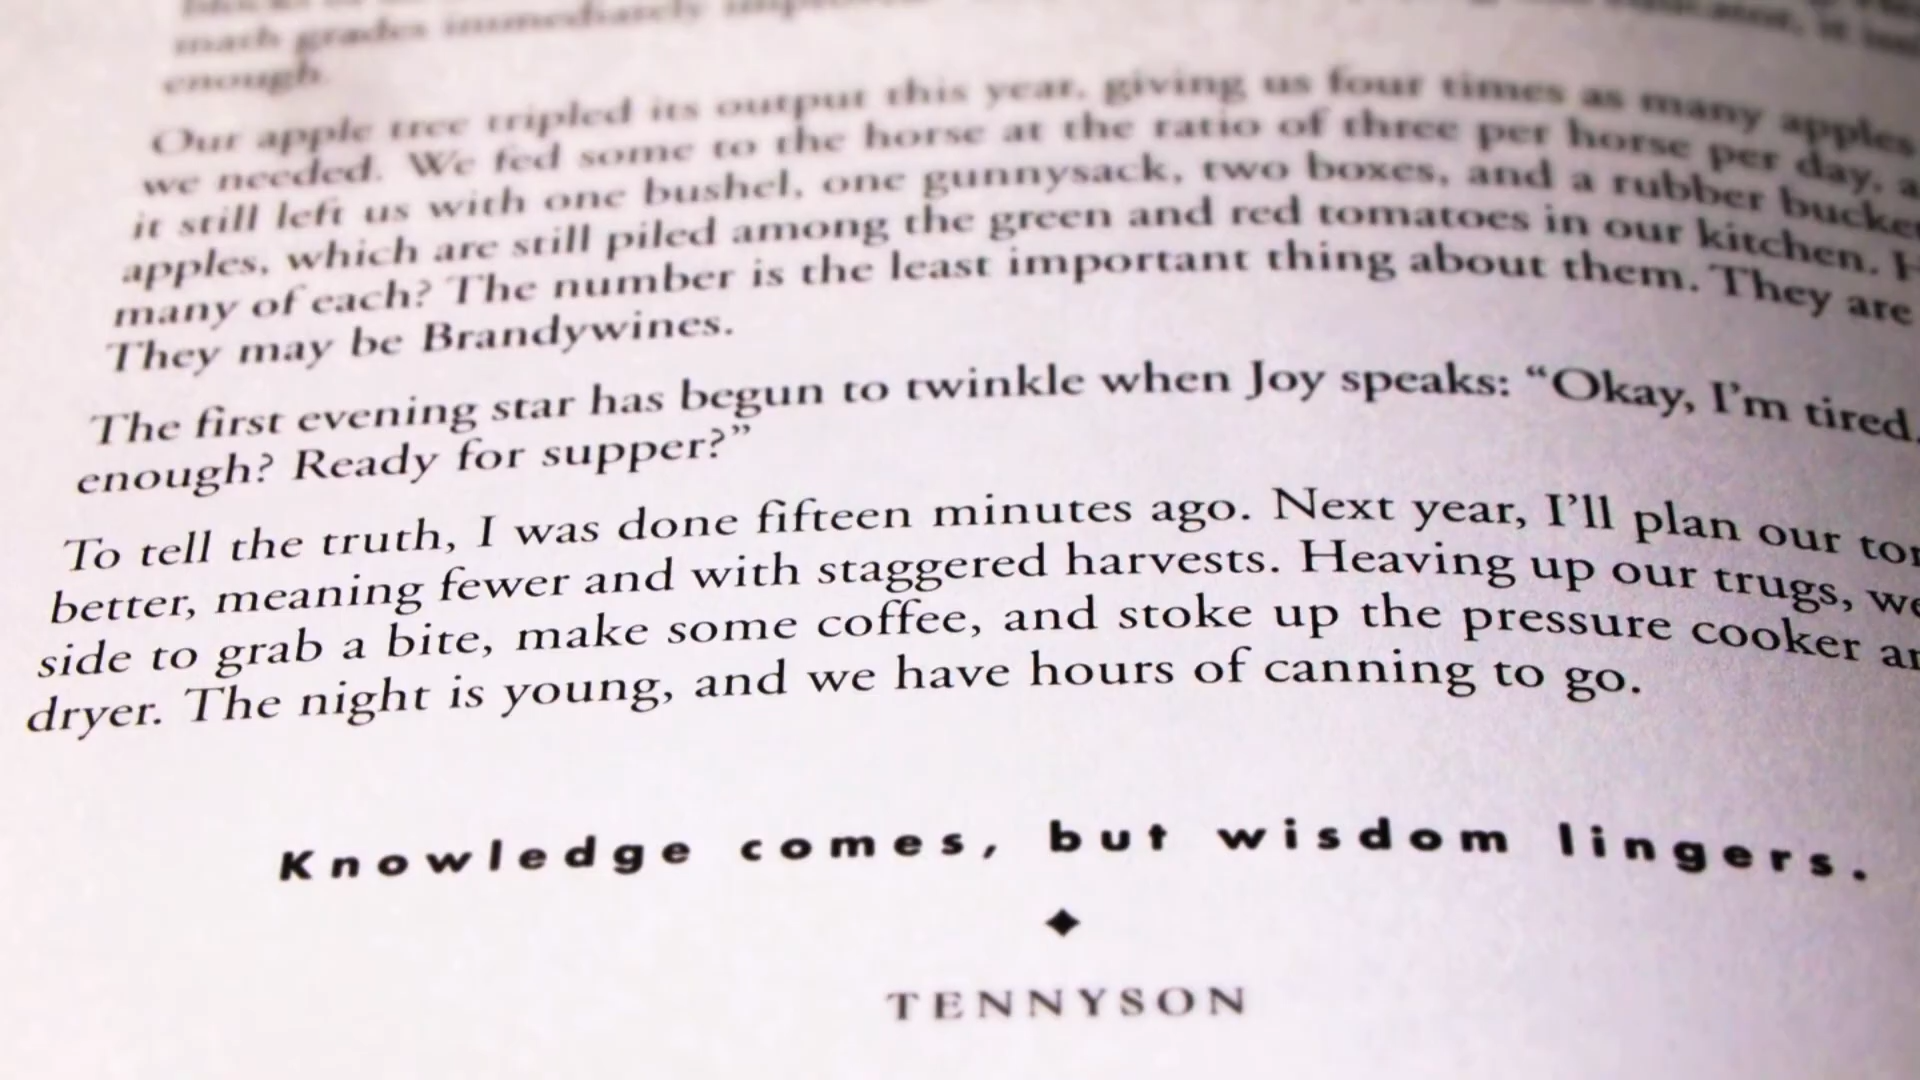 math grades immediately
enough.
Our apple tree tripled its output this year, giving us four times as many apples
we needed. We fed some to the horse at the ratio of three per horse per day,
it still left us with one bushel, one gunnysack, two boxes, and a rubber bucket
apples, which are still piled among the green and red tomatoes in our kitchen. H
many of each? The number is the least important thing about them. They are
They may be Brandywines.
The first evening star has begun to twinkle when Joy speaks: “Okay, I’m tired.
enough? Ready for supper?”
To tell the truth, I was done fifteen minutes ago. Next year, I’ll plan our
better, meaning fewer and with staggered harvests. Heaving up our trugs, we
side to grab a bite, make some coffee, and stoke up the pressure cooker
dryer. The night is young, and we have hours of canning to go.
Knowledge comes, but wisdom lingers.
TENNYSON